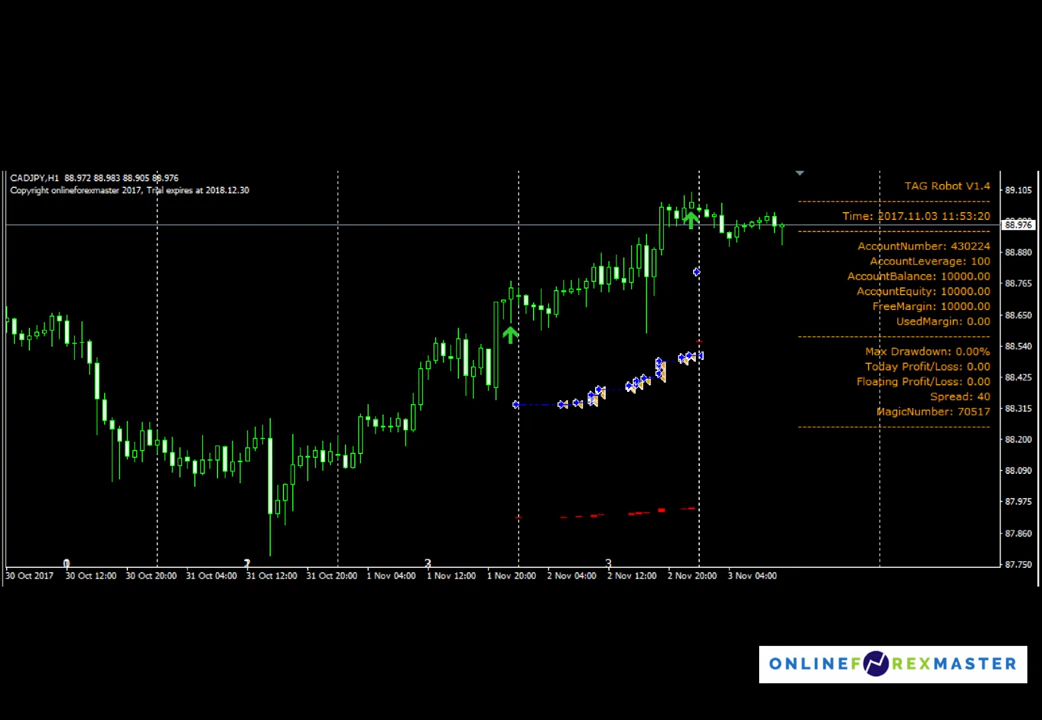 CADJPY,H1 88.972 88.983 88.905 88.976
Copyright onlineforexmaster 2017, Trial expires at 2018.12.30
TAG Robot V1.4
Time: 2017.11.03 11:53:20
AccountNumber: 430224
AccountLeverage: 100
AccountBalance: 10000.00
AccountEquity: 10000.00
FreeMargin: 10000.00
UsedMargin: 0.00
Max Drawdown: 0.00%
Today Profit/Loss: 0.00
Floating Profit/Loss: 0.00
Spread: 40
MagicNumber: 70517
89.105
88.976
88.880
88.765
88.650
88.540
88.425
88.315
88.200
88.090
87.975
87.860
87.750
0 2 3 3
30 Oct 2017 30 Oct 12:00 30 Oct 20:00 31 Oct 04:00 31 Oct 12:00 31 Oct 20:00 1 Nov 04:00 1 Nov 12:00 1 Nov 20:00 2 Nov 04:00 2 Nov 12:00 2 Nov 20:00 3 Nov 04:00
ONLINEFOREXMASTER